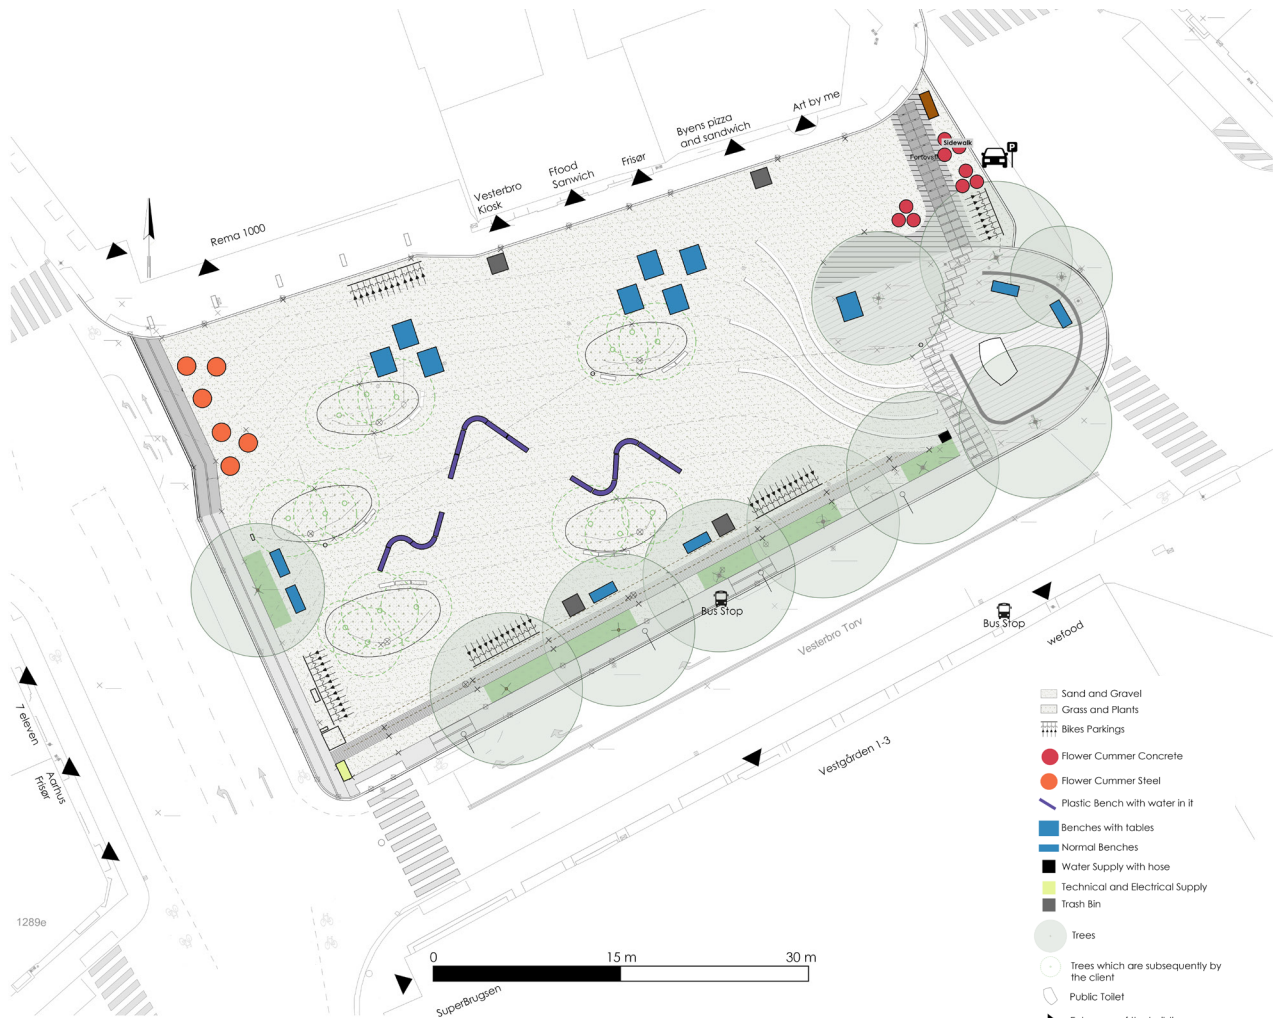 Art by me
Byens pizza
and sandwich
Frisør
Ffood
Sanwich
Vesterbro
Kiosk
Rema 1000
P
Sidewalk
Bus Stop
Bus Stop
Vesterbro Torv
wefood
Vestgården 1-3
7 eleven
Aarhus
Frisør
1289e
SuperBrugsen
0
15 m
30 m
Sand and Gravel
Grass and Plants
Bikes Parkings
Flower Cummer Concrete
Flower Cummer Steel
Plastic Bench with water in it
Benches with tables
Normal Benches
Water Supply with hose
Technical and Electrical Supply
Trash Bin
Trees
Trees which are subsequently by
the client
Public Toilet